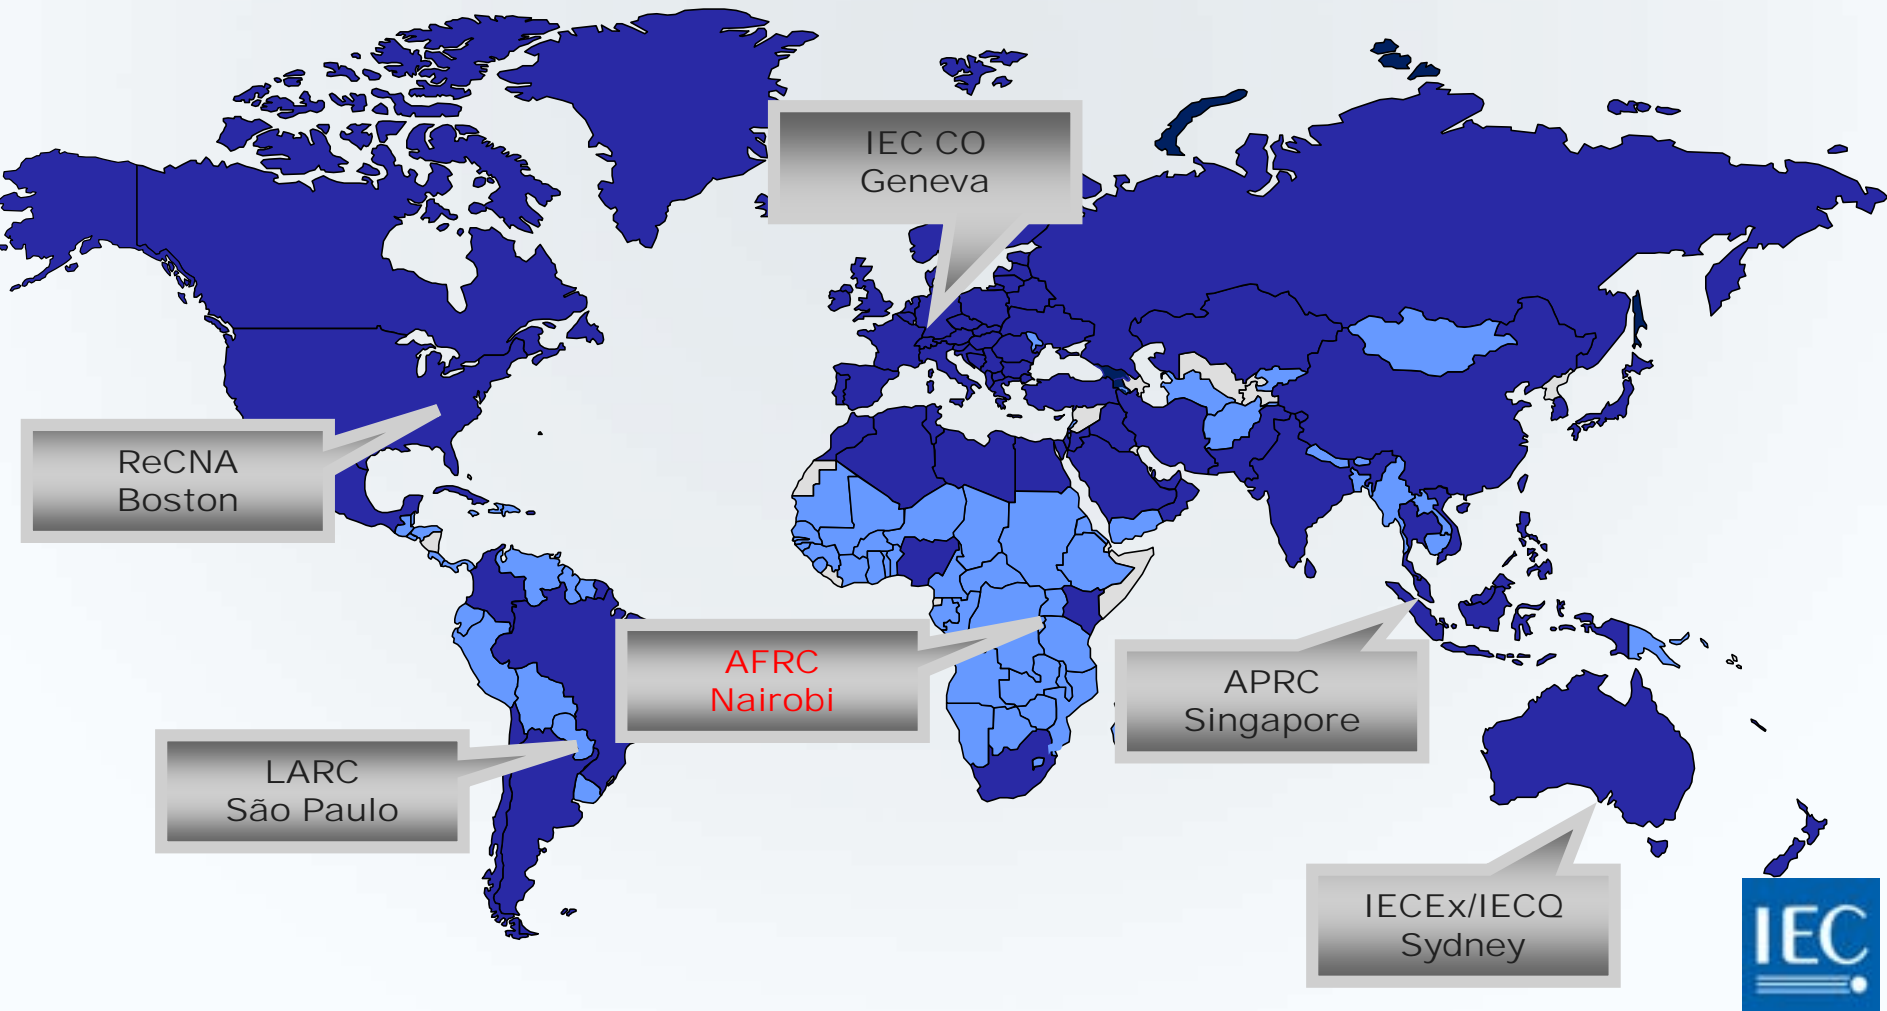 IEC CO
Geneva
ReCNA
Boston
AFRC
Nairobi
APRC
Singapore
LARC
São Paulo
IECEx/IECQ
Sydney
IEC